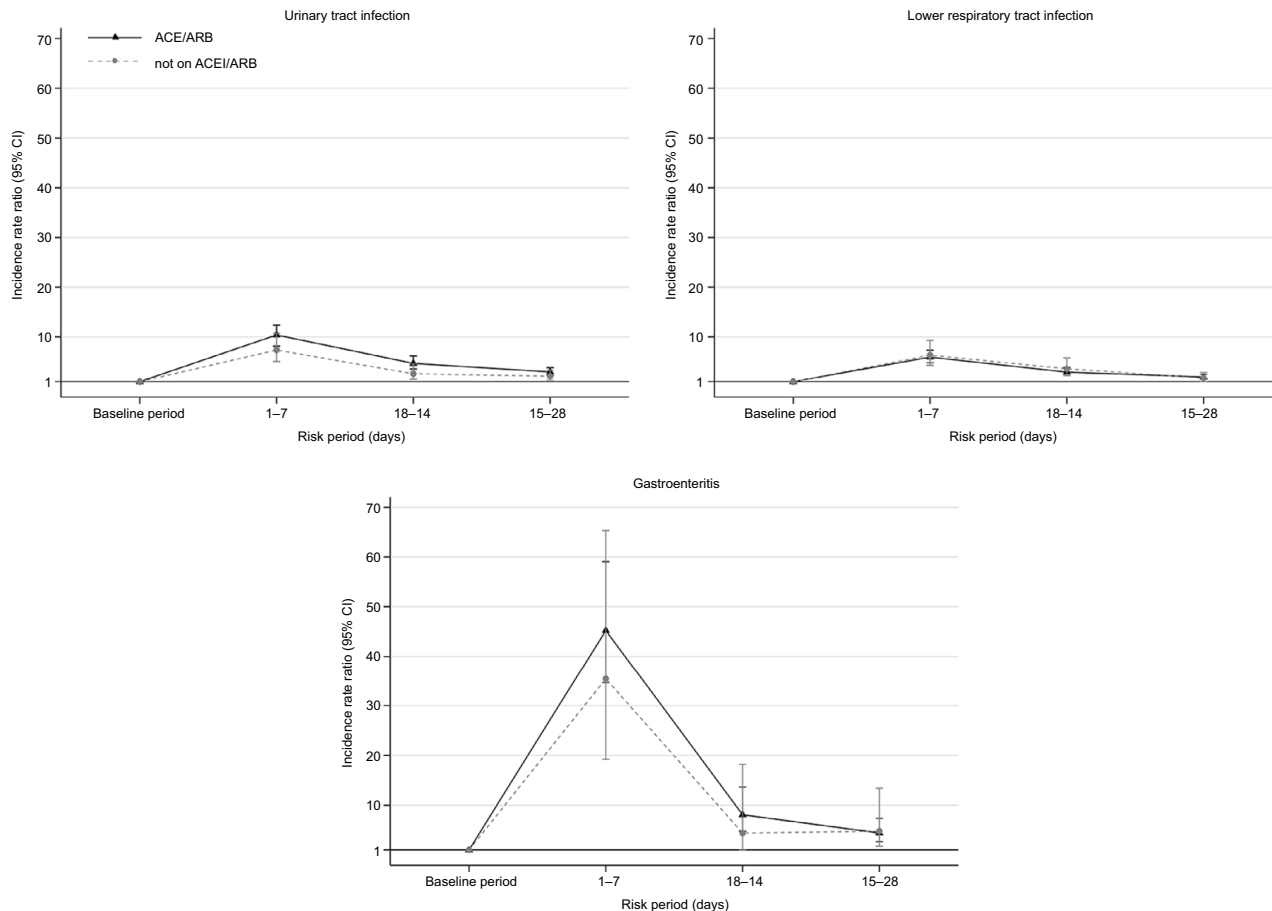 Urinary tract infection
ACE/ARB
not on ACEI/ARB
Incidence rate ratio (95% CI)
70
60
50
40
30
20
10
1
Baseline period
1–7
18–14
15–28
Risk period (days)
Lower respiratory tract infection
Incidence rate ratio (95% CI)
70
60
50
40
30
20
10
1
Baseline period
1–7
18–14
15–28
Risk period (days)
Gastroenteritis
Incidence rate ratio (95% CI)
70
60
50
40
30
20
10
1
Baseline period
1–7
18–14
15–28
Risk period (days)